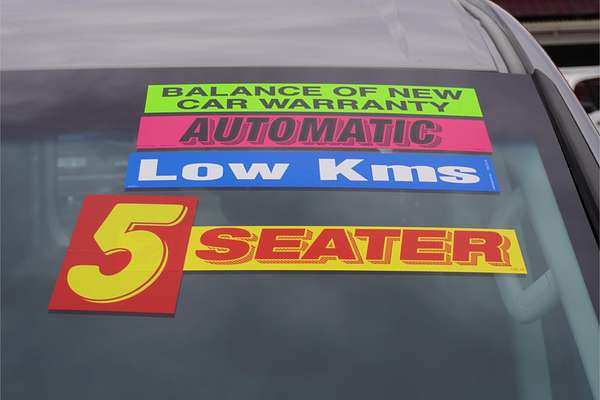 BALANCE OF NEW
CAR WARRANTY
AUTOMATIC
Low Kms
5 SEATER